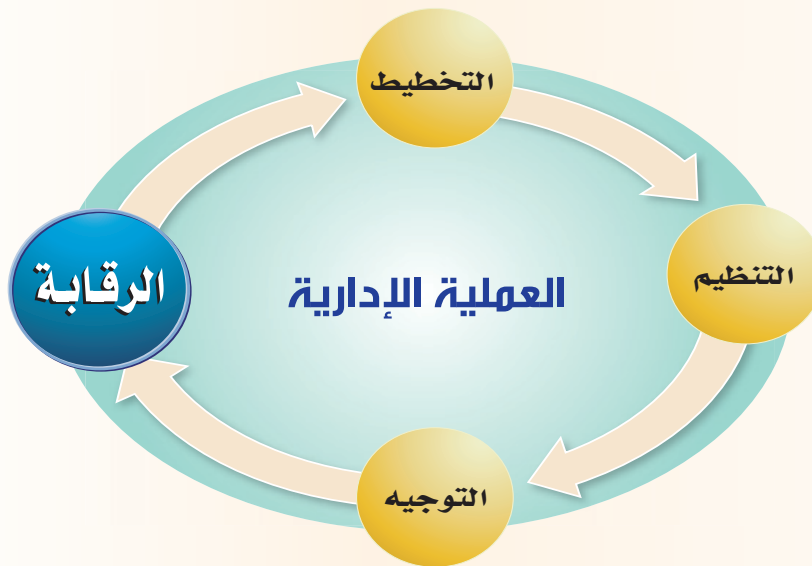 التخطيط
التنظيم
العملية الإدارية
الرقابة
التوجيه